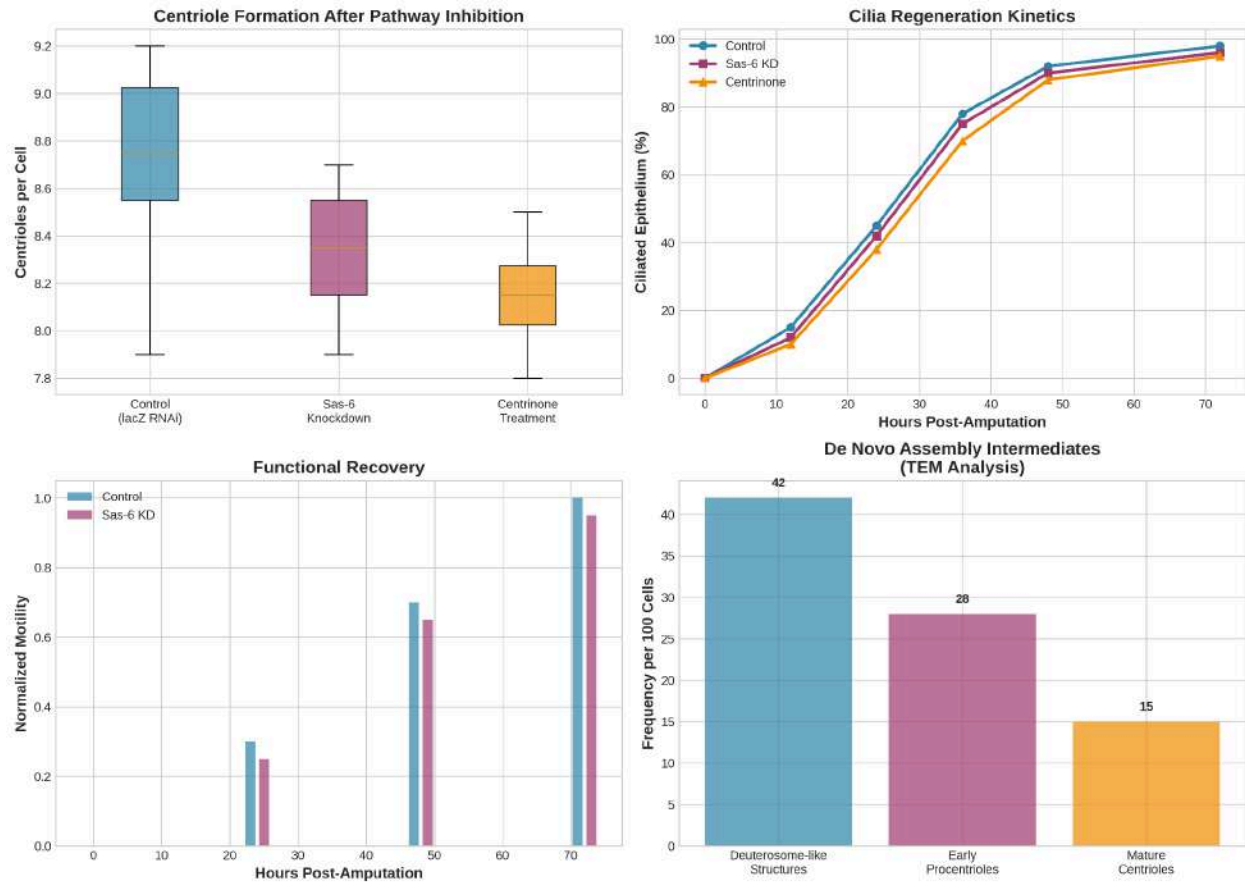 Centriole Formation After Pathway Inhibition
9.2
9.0
8.8
8.6
8.4
8.2
8.0
7.8
Centrioles per Cell
Control
(lacZ RNAi)
Sas-6
Knockdown
Centrinone
Treatment
Cilia Regeneration Kinetics
Control
Sas-6 KD
Centrinone
100
80
60
40
20
0
Ciliated Epithelium (%)
0 10 20 30 40 50 60 70
Hours Post-Amputation
Functional Recovery
Control
Sas-6 KD
1.0
0.8
0.6
0.4
0.2
0.0
Normalized Motility
0 10 20 30 40 50 60 70
Hours Post-Amputation
De Novo Assembly Intermediates
(TEM Analysis)
42
28
15
40
35
30
25
20
15
10
5
0
Frequency per 100 Cells
Deuterosome-like
Structures
Early
Procentrioles
Mature
Centrioles